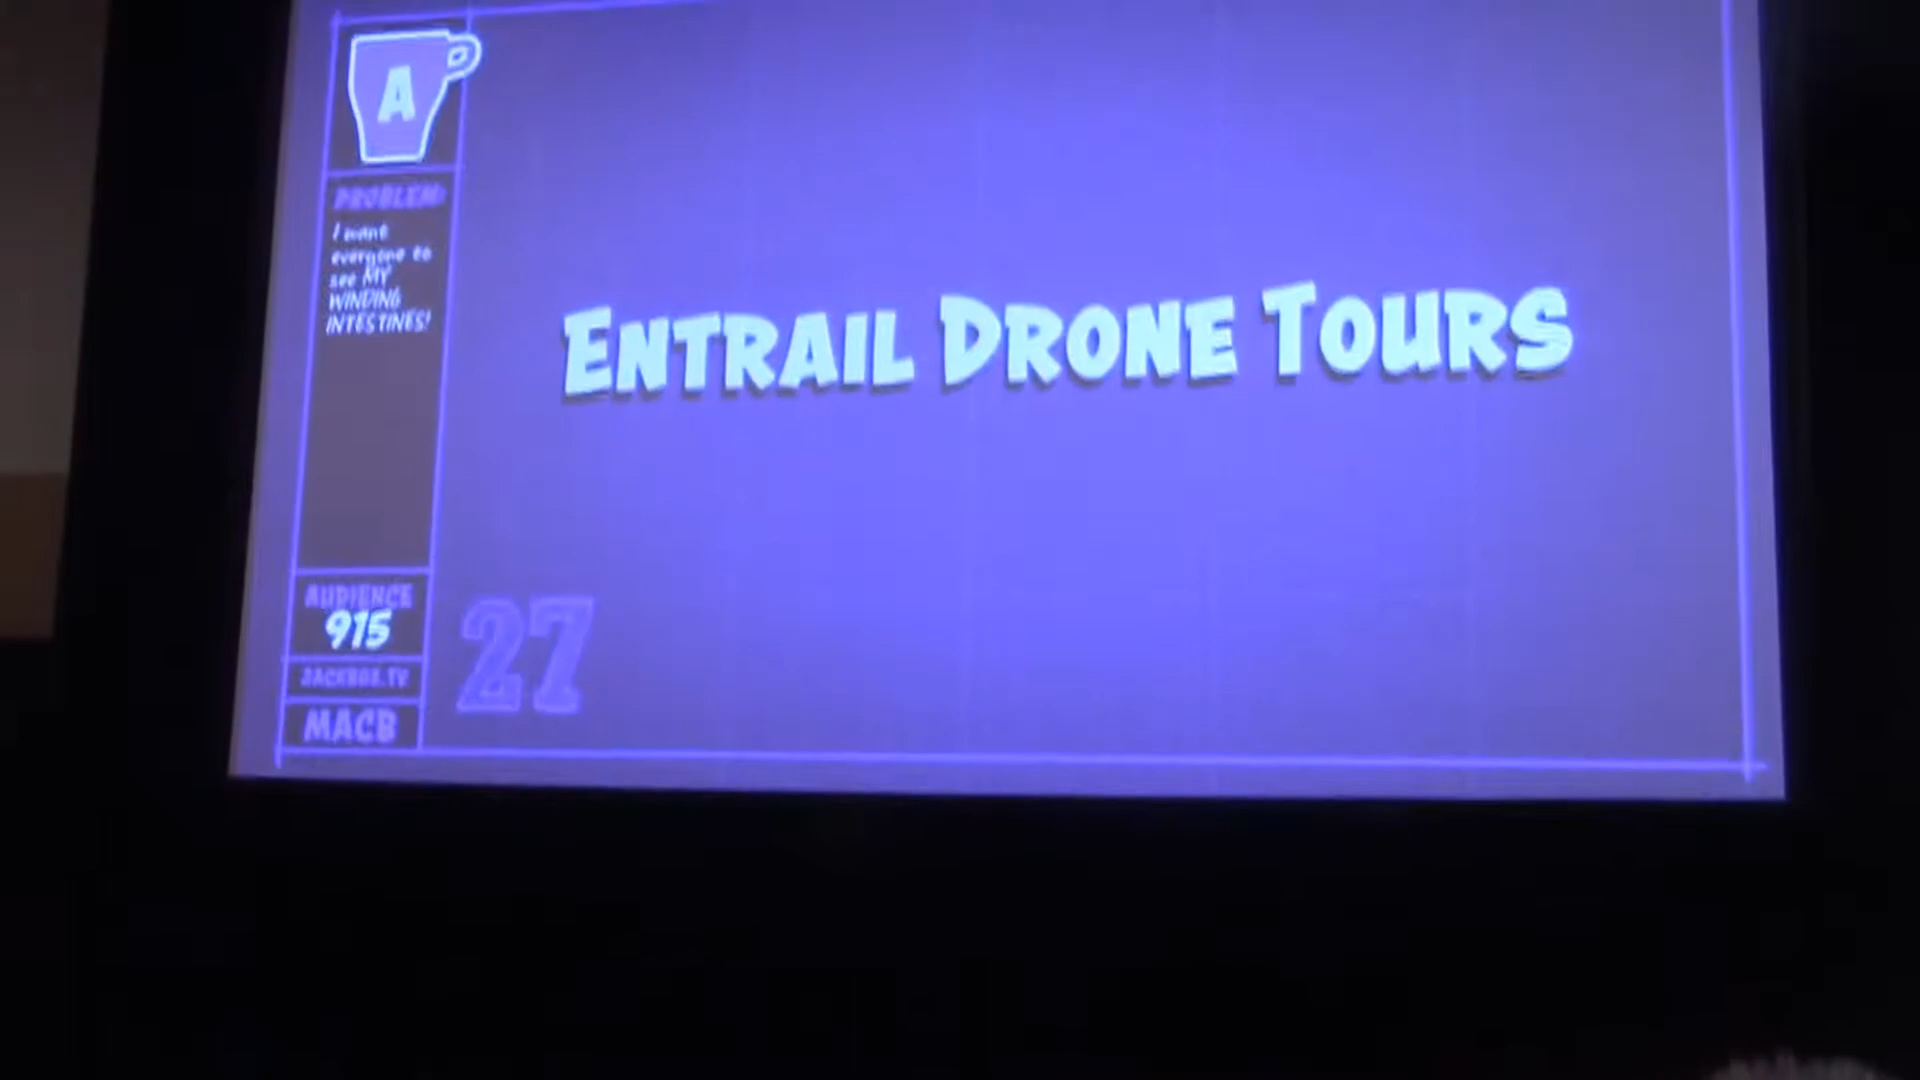 A
PROBLEM:
I want
everyone to
see MY
WINDING
INTESTINES!
ENTRAIL DRONE TOURS
AUDIENCE
915
JACKBOX.TV
MACB
27